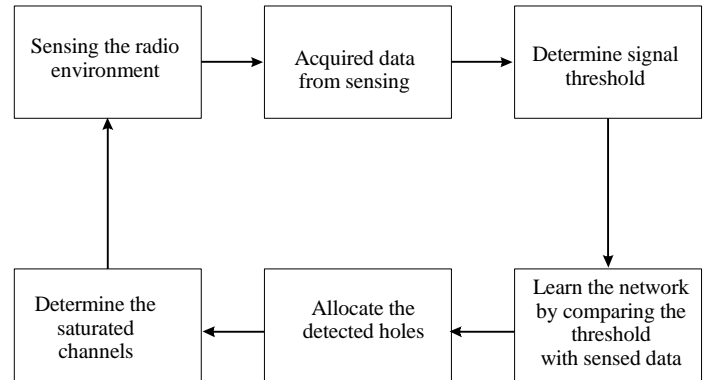 Sensing the radio
environment
Acquired data
from sensing
Determine signal
threshold
Learn the network
by comparing the
threshold
with sensed data
Allocate the
detected holes
Determine the
saturated
channels